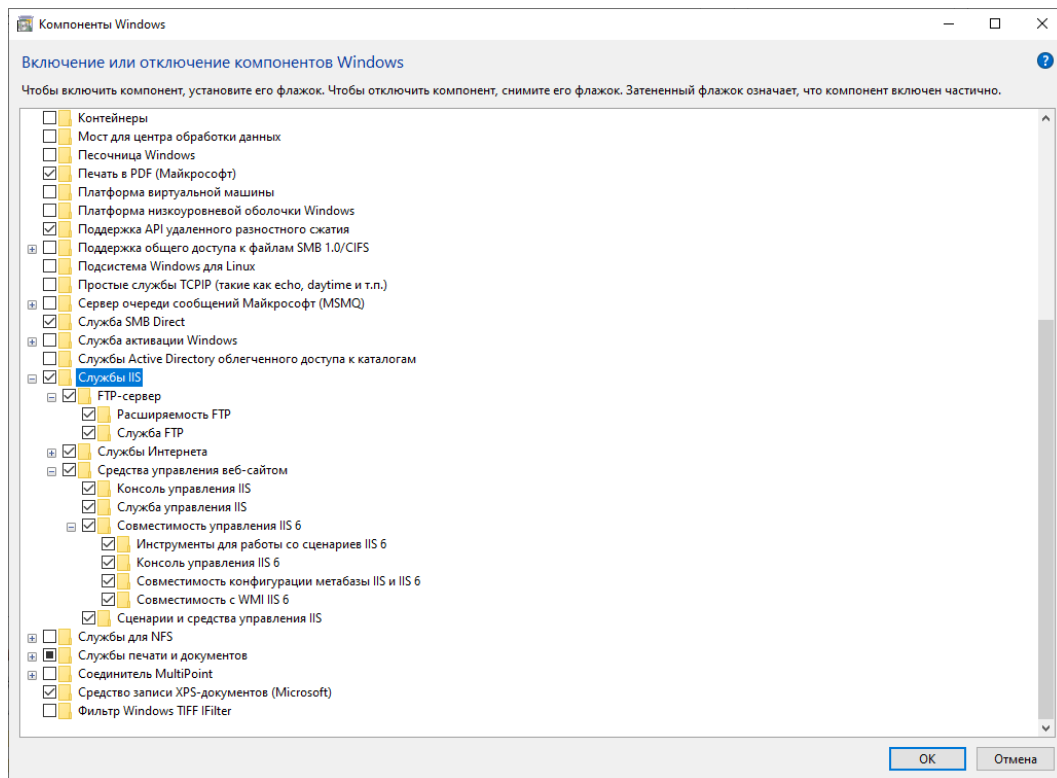 Компоненты Windows
Включение или отключение компонентов Windows
Чтобы включить компонент, установите его флажок. Чтобы отключить компонент, снимите его флажок. Затененный флажок означает, что компонент включен частично.
Контейнеры
Мост для центра обработки данных
Песочница Windows
Печать в PDF (Майкрософт)
Платформа виртуальной машины
Платформа низкоуровневой оболочки Windows
Поддержка API удаленного разностного сжатия
Поддержка общего доступа к файлам SMB 1.0/CIFS
Подсистема Windows для Linux
Простые службы TCPIP (такие как echo, daytime и т.п.)
Сервер очереди сообщений Майкрософт (MSMQ)
Служба SMB Direct
Служба активации Windows
Службы Active Directory облегченного доступа к каталогам
Службы IIS
FTP-сервер
Расширяемость FTP
Служба FTP
Службы Интернета
Средства управления веб-сайтом
Консоль управления IIS
Служба управления IIS
Совместимость управления IIS 6
Инструменты для работы со сценариев IIS 6
Консоль управления IIS 6
Совместимость конфигурации метабазы IIS и IIS 6
Совместимость с WMI IIS 6
Сценарии и средства управления IIS
Службы для NFS
Службы печати и документов
Соединитель MultiPoint
Средство записи XPS-документов (Microsoft)
Фильтр Windows TIFF IFilter
ОК
Отмена